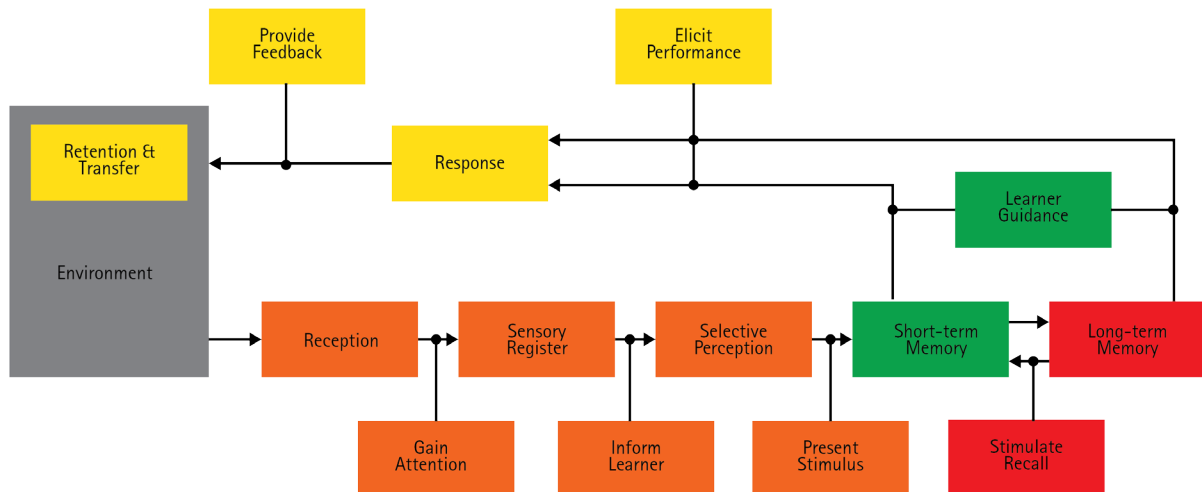 Provide
Feedback
Elicit
Performance
Retention &
Transfer
Response
Learner
Guidance
Environment
Reception
Sensory
Register
Selective
Perception
Short-term
Memory
Long-term
Memory
Gain
Attention
Inform
Learner
Present
Stimulus
Stimulate
Recall